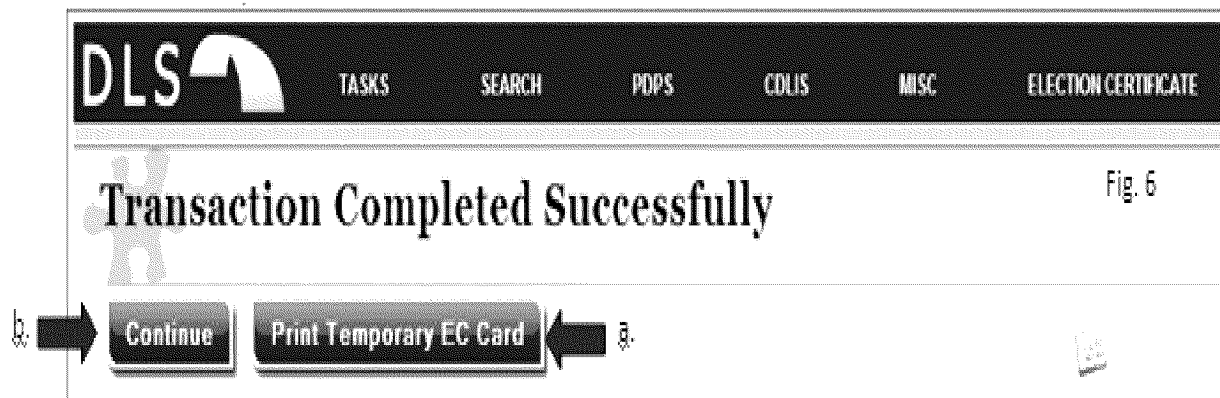 DLS TASKS SEARCH PDPS CDLIS MISC ELECTION CERTIFICATE
Transaction Completed Successfully Fig. 6
b. Continue Print Temporary EC Card a.